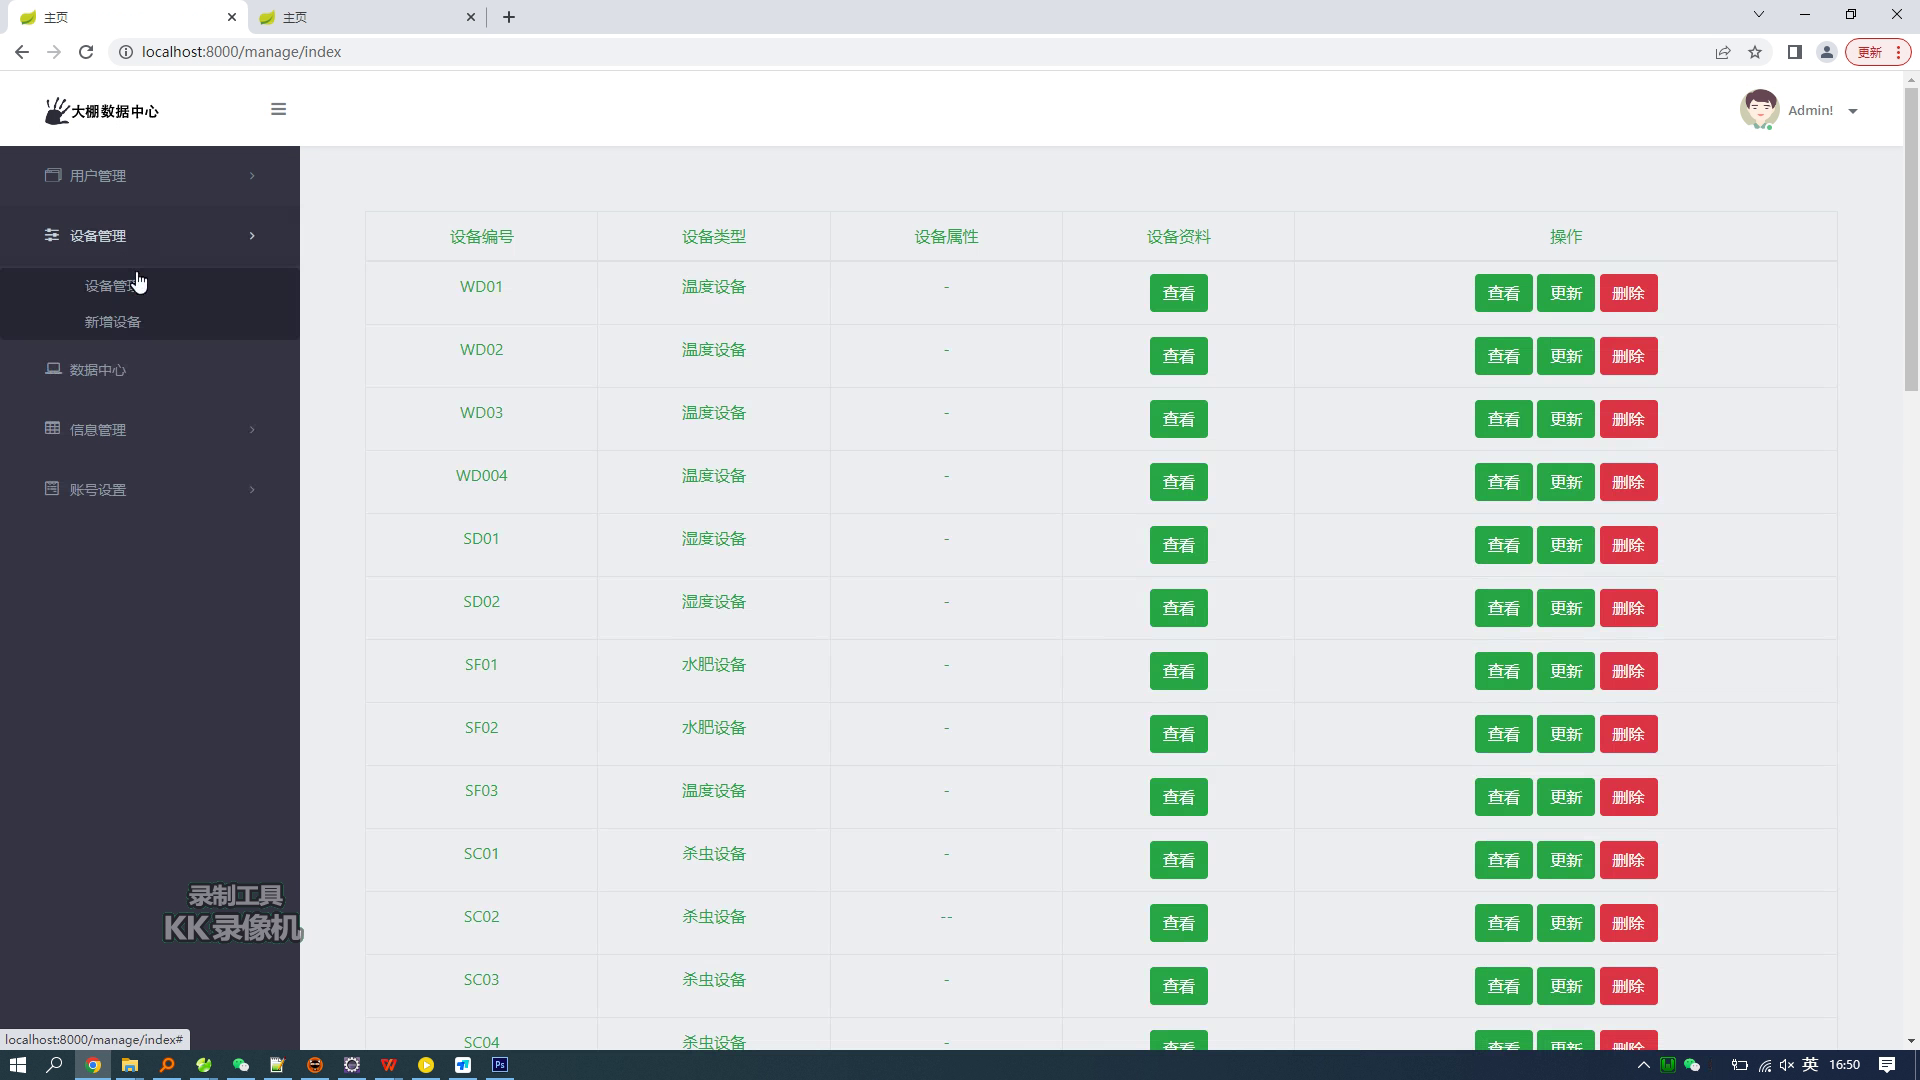 主页
主页
localhost:8000/manage/index
更新
大棚数据中心
Admin!
用户管理
设备管理
设备管
新增设备
数据中心
信息管理
账号设置
设备编号 设备类型 设备属性 设备资料 操作
WD01 温度设备 - 查看 查看 更新 删除
WD02 温度设备 - 查看 查看 更新 删除
WD03 温度设备 - 查看 查看 更新 删除
WD004 温度设备 - 查看 查看 更新 删除
SD01 湿度设备 - 查看 查看 更新 删除
SD02 湿度设备 - 查看 查看 更新 删除
SF01 水肥设备 - 查看 查看 更新 删除
SF02 水肥设备 - 查看 查看 更新 删除
SF03 温度设备 - 查看 查看 更新 删除
SC01 杀虫设备 - 查看 查看 更新 删除
SC02 杀虫设备 -- 查看 查看 更新 删除
SC03 杀虫设备 - 查看 查看 更新 删除
SC04 杀虫设备 - 查看 查看 更新 删除
录制工具
KK录像机
localhost:8000/manage/index#
英 16:50